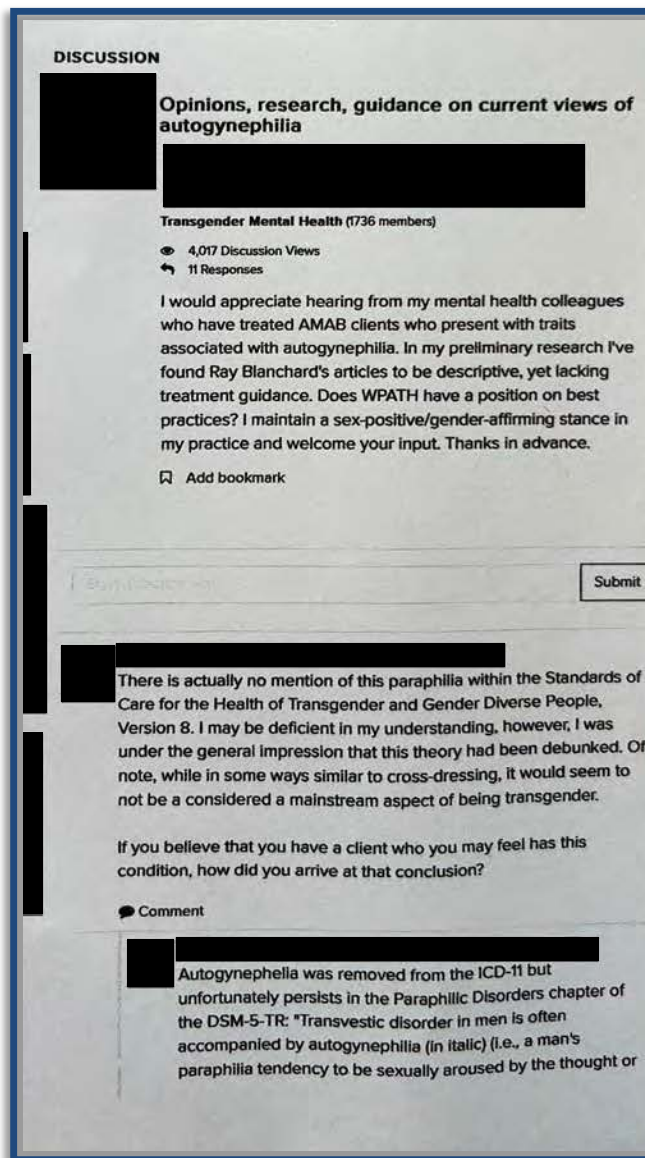 DISCUSSION
Opinions, research, guidance on current views of
autogynephilia
Transgender Mental Health (1736 members)
4,017 Discussion Views
11 Responses
I would appreciate hearing from my mental health colleagues
who have treated AMAB clients who present with traits
associated with autogynephilia. In my preliminary research I've
found Ray Blanchard's articles to be descriptive, yet lacking
treatment guidance. Does WPATH have a position on best
practices? I maintain a sex-positive/gender-affirming stance in
my practice and welcome your input. Thanks in advance.
Add bookmark
Submit
There is actually no mention of this paraphilia within the Standards of
Care for the Health of Transgender and Gender Diverse People,
Version 8. I may be deficient in my understanding, however, I was
under the general impression that this theory had been debunked. Of
note, while in some ways similar to cross-dressing, it would seem to
not be a considered a mainstream aspect of being transgender.
If you believe that you have a client who you may feel has this
condition, how did you arrive at that conclusion?
Comment
Autogynephelia was removed from the ICD-11 but
unfortunately persists in the Paraphilic Disorders chapter of
the DSM-5-TR: "Transvestic disorder in men is often
accompanied by autogynephilia (in italic) (i.e., a man's
paraphilia tendency to be sexually aroused by the thought or